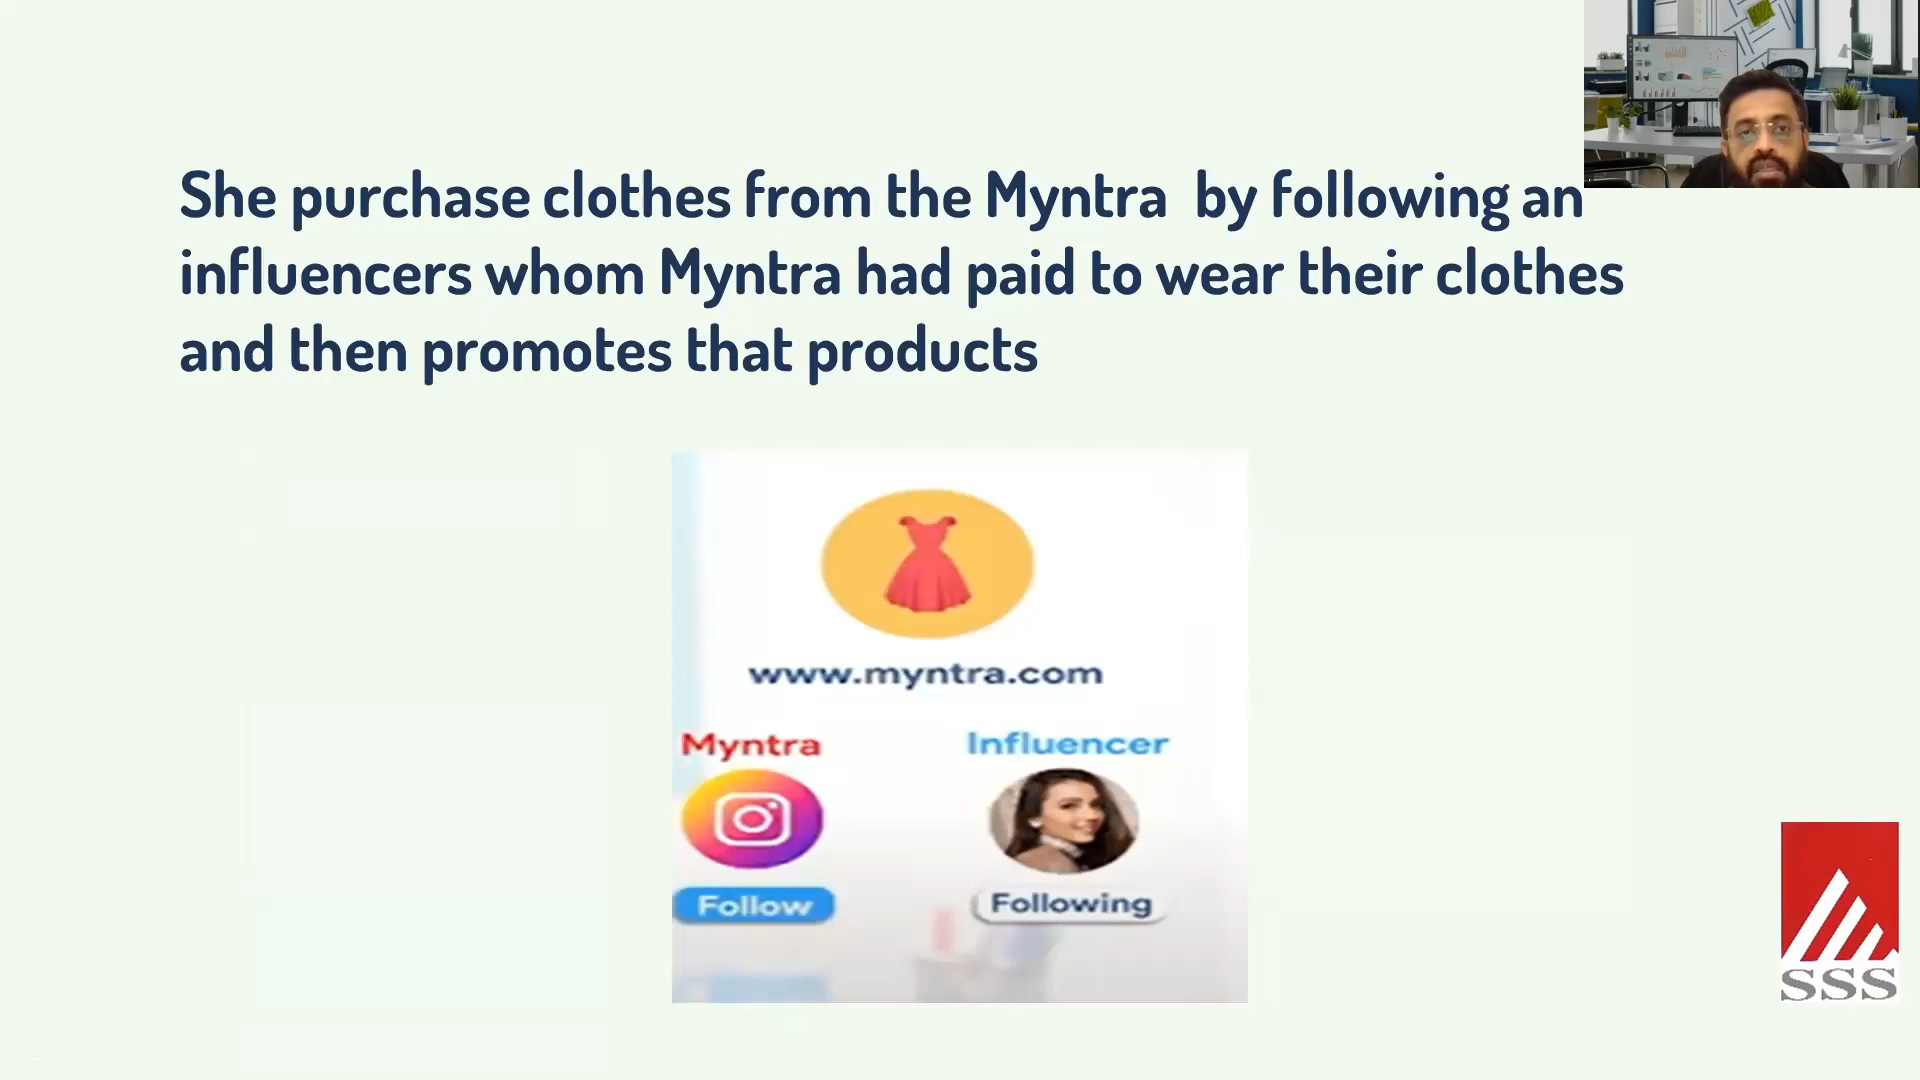 She purchase clothes from the Myntra by following an
influencers whom Myntra had paid to wear their clothes
and then promotes that products
www.myntra.com
Myntra Influencer
Follow Following
SSS